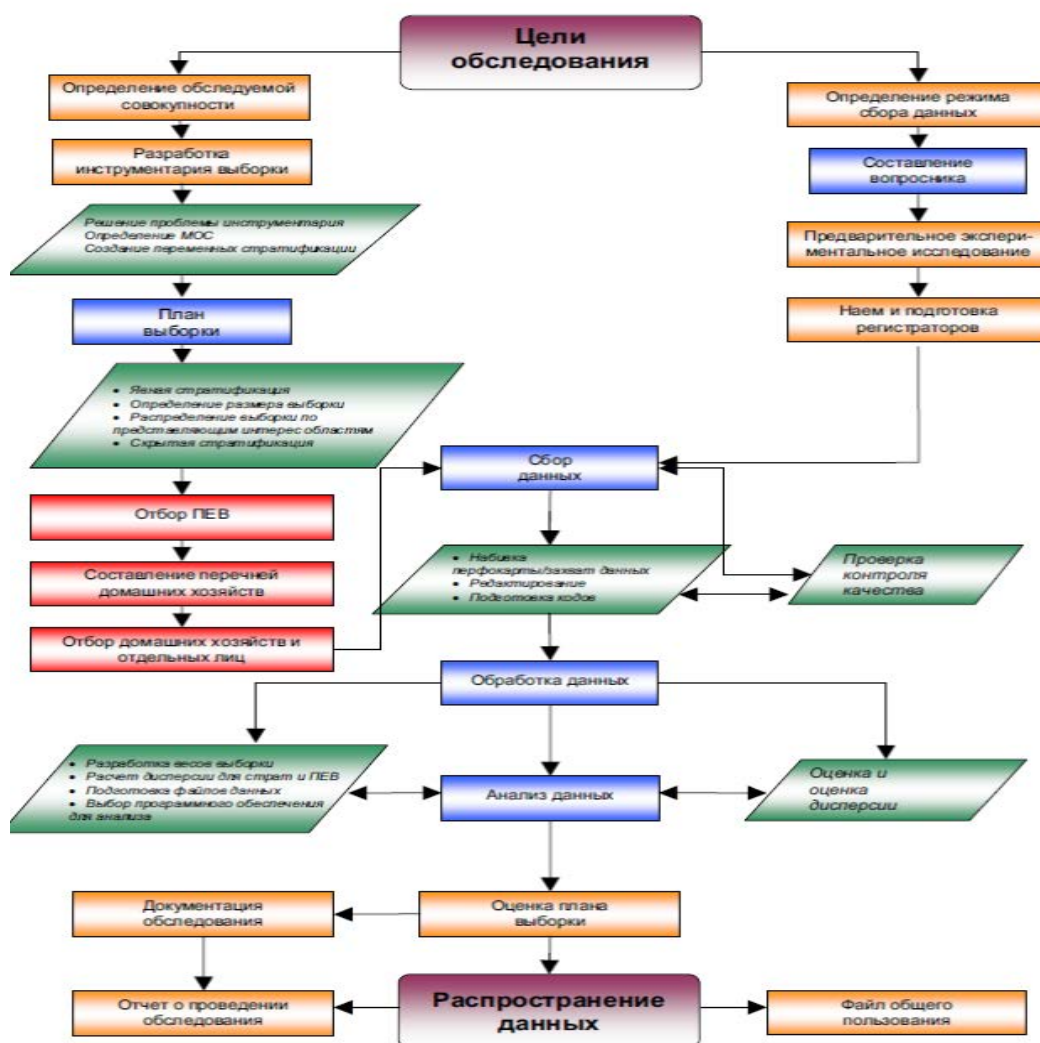 Цели
обследования
Определение обследуемой
совокупности
Разработка
инструментария выборки
Решение проблемы инструментария
Определение МОС
Создание переменных стратификации
План
выборки
• Явная стратификация
• Определение размера выборки
• Распределение выборки по
представляющим интерес областям
• Скрытая стратификация
Отбор ПЕВ
Составление перечней
домашних хозяйств
Отбор домашних хозяйств и
отдельных лиц
Определение режима
сбора данных
Составление
вопросника
Предварительное экспери-
ментальное исследование
Наем и подготовка
регистраторов
Сбор
данных
• Набивка
перфокарты/захват данных
• Редактирование
• Подготовка кодов
Проверка
контроля
качества
Обработка данных
• Разработка весов выборки
• Расчет дисперсии для страт и ПЕВ
• Подготовка файлов данных
• Выбор программного обеспечения
для анализа
Анализ данных
Оценка и
оценка
дисперсии
Документация
обследования
Оценка плана
выборки
Отчет о проведении
обследования
Распространение
данных
Файл общего
пользования